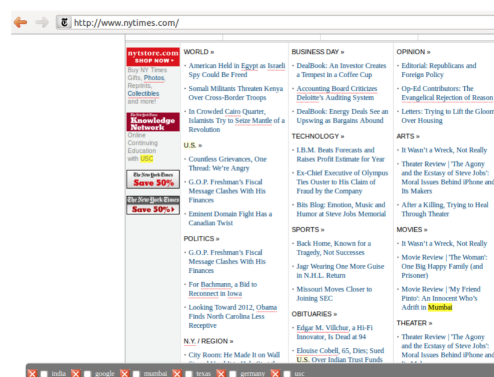 http://www.nytimes.com/
nytstore.com
SHOP NOW
Buy NY Times
Gifts, Photos,
Reprints,
Collectibles
and more!
The New York Times
Knowledge
Network
Online
Continuing
Education
with USC
The New York Times
Save 50%
The New York Times
Save 50%
WORLD »
American Held in Egypt as Israeli
Spy Could Be Freed
Somali Militants Threaten Kenya
Over Cross-Border Troops
In Crowded Cairo Quarter,
Islamists Try to Seize Mantle of a
Revolution
U.S. »
Countless Grievances, One
Thread: We're Angry
G.O.P. Freshman's Fiscal
Message Clashes With His
Finances
Eminent Domain Fight Has a
Canadian Twist
POLITICS »
G.O.P. Freshman's Fiscal
Message Clashes With His
Finances
For Bachmann, a Bid to
Reconnect in Iowa
Looking Toward 2012, Obama
Finds North Carolina Less
Receptive
N.Y. / REGION »
City Room: He Made It on Wall
BUSINESS DAY »
DealBook: An Investor Creates
a Tempest in a Coffee Cup
Accounting Board Criticizes
Deloitte's Auditing System
DealBook: Energy Deals See an
Upswing as Bargains Abound
TECHNOLOGY »
I.B.M. Beats Forecasts and
Raises Profit Estimate for Year
Ex-Chief Executive of Olympus
Ties Ouster to His Claim of
Fraud by the Company
Bits Blog: Emotion, Music and
Humor at Steve Jobs Memorial
SPORTS »
Back Home, Known for a
Tragedy, Not Successes
Jagr Wearing One More Guise
in N.H.L. Return
Missouri Moves Closer to
Joining SEC
OBITUARIES »
Edgar M. Villchur, a Hi-Fi
Innovator, Is Dead at 94
Elouise Cobell, 65, Dies; Sued
U.S. Over Indian Trust Funds
OPINION »
Editorial: Republicans and
Foreign Policy
Op-Ed Contributor: The
Evangelical Rejection of Reason
Letters: Trying to Lift the Gloom
Over Housing
ARTS »
It Wasn't a Wreck, Not Really
Theater Review | 'The Agony
and the Ecstasy of Steve Jobs':
Moral Issues Behind iPhone and
Its Makers
After a Killing, Trying to Heal
Through Theater
MOVIES »
It Wasn't a Wreck, Not Really
Movie Review | 'The Woman':
One Big Happy Family (and
Prisoner)
Movie Review | 'My Friend
Pinto': An Innocent Who's
Adrift in Mumbai
THEATER »
Theater Review | 'The Agony
and the Ecstasy of Steve Jobs':
Moral Issues Behind iPhone and
india google mumbai texas germany usc